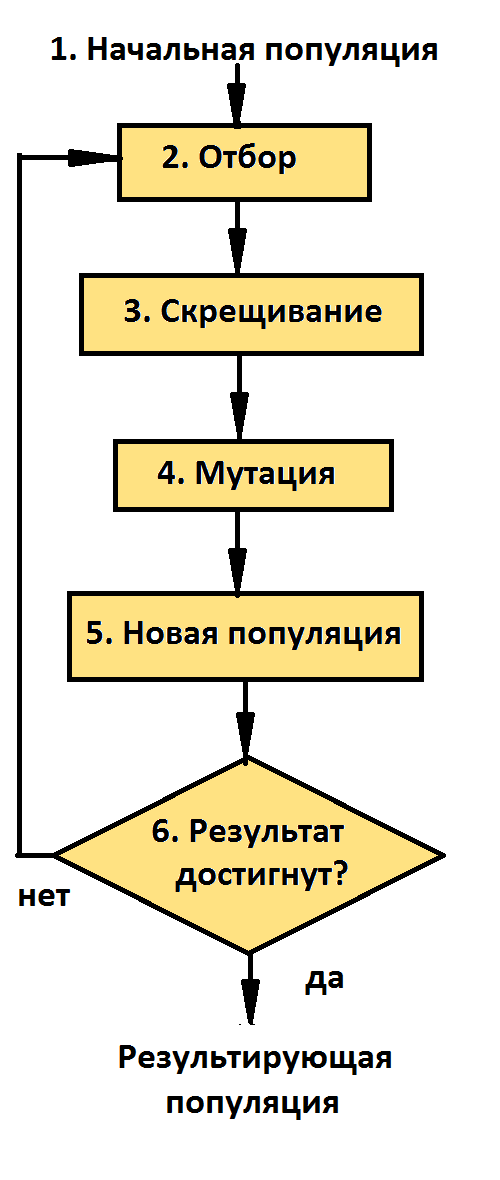 1. Начальная популяция
2. Отбор
3. Скрещивание
4. Мутация
5. Новая популяция
6. Результат
достигнут?
нет
да
Результирующая
популяция